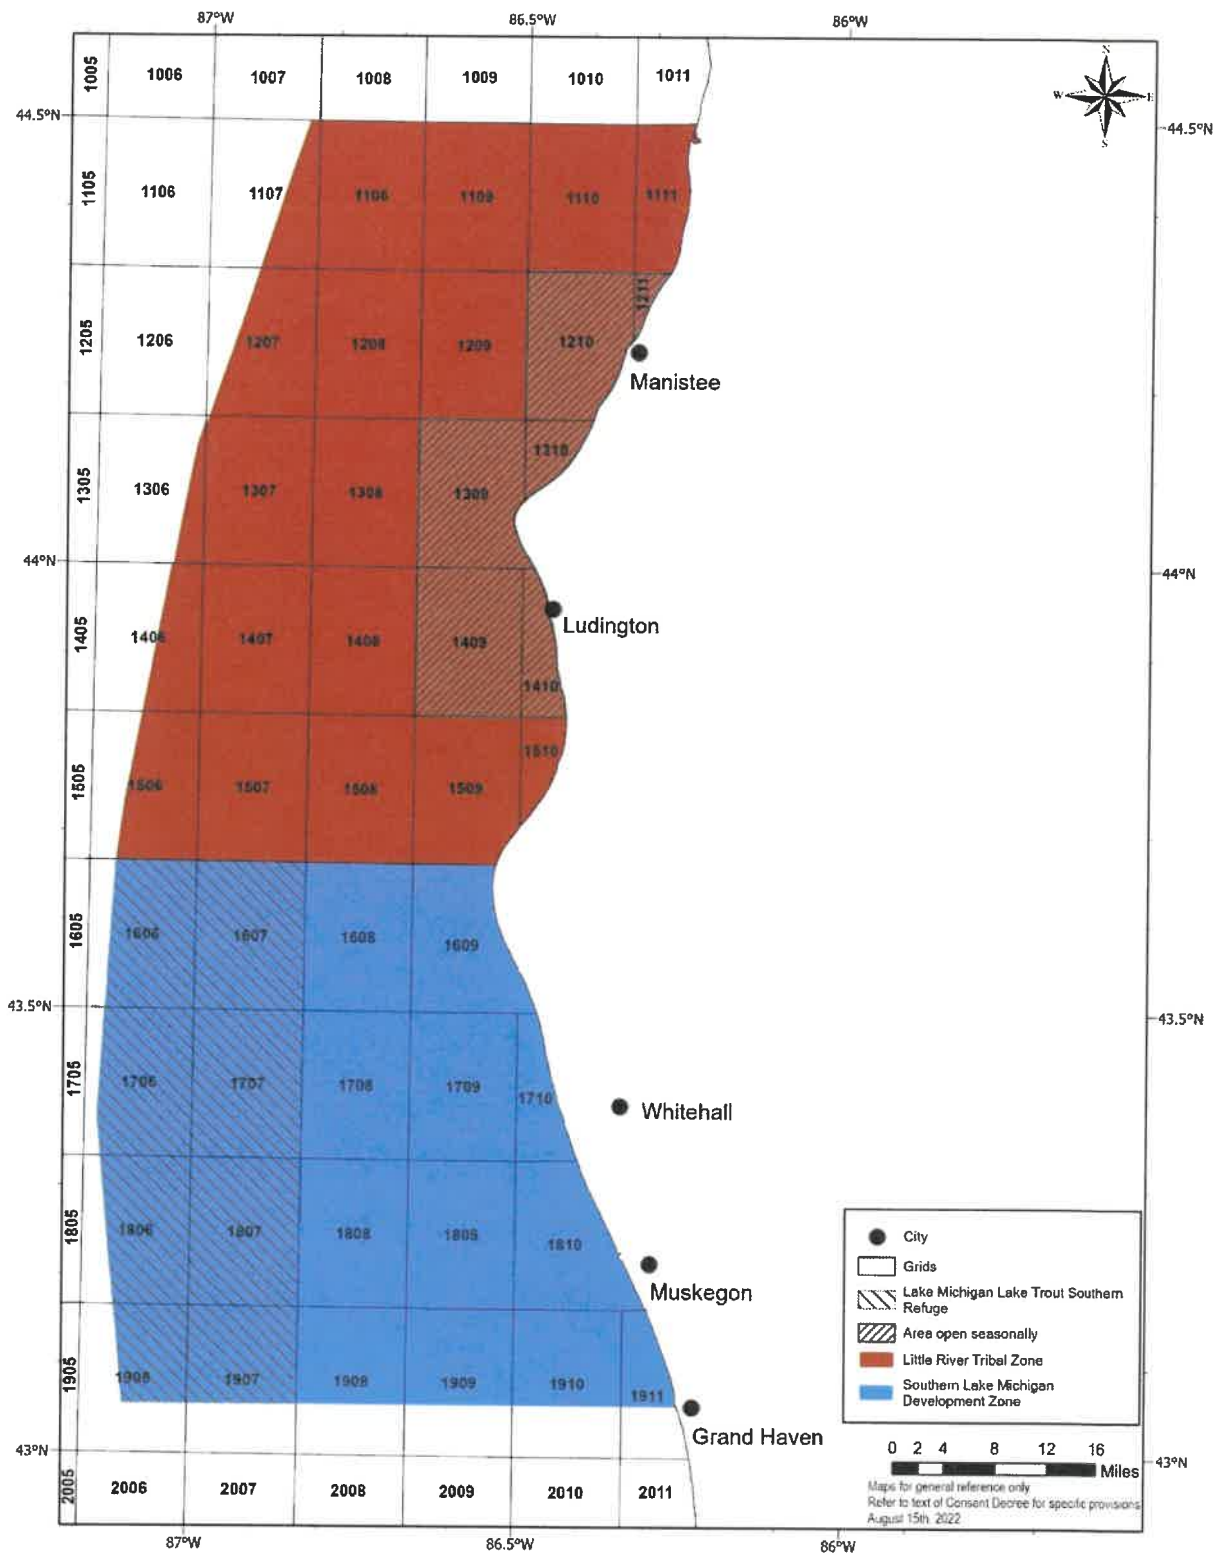 87°W 86.5°W 86°W
1005 1006 1007 1008 1009 1010 1011
N
W E
S
44.5°N 44.5°N
1105 1106 1107 1108 1109 1110 1111
1205 1206 1207 1208 1209 1210 1211
Manistee
1305 1306 1307 1308 1309 1310
44°N 44°N
Ludington
1405 1406 1407 1408 1409 1410
1505 1506 1507 1508 1509 1510
1605 1606 1607 1608 1609
43.5°N 43.5°N
1705 1706 1707 1708 1709 1710
Whitehall
1805 1806 1807 1808 1809 1810
Muskegon
1905 1906 1907 1908 1909 1910 1911
Grand Haven
City
Grids
Lake Michigan Lake Trout Southern
Refuge
Area open seasonally
Little River Tribal Zone
Southern Lake Michigan
Development Zone
0 2 4 8 12 16
Miles
43°N 43°N
2005 2006 2007 2008 2009 2010 2011
Maps for general reference only
Refer to text of Consent Decree for specific provisions
August 15th, 2022
87°W 86.5°W 86°W